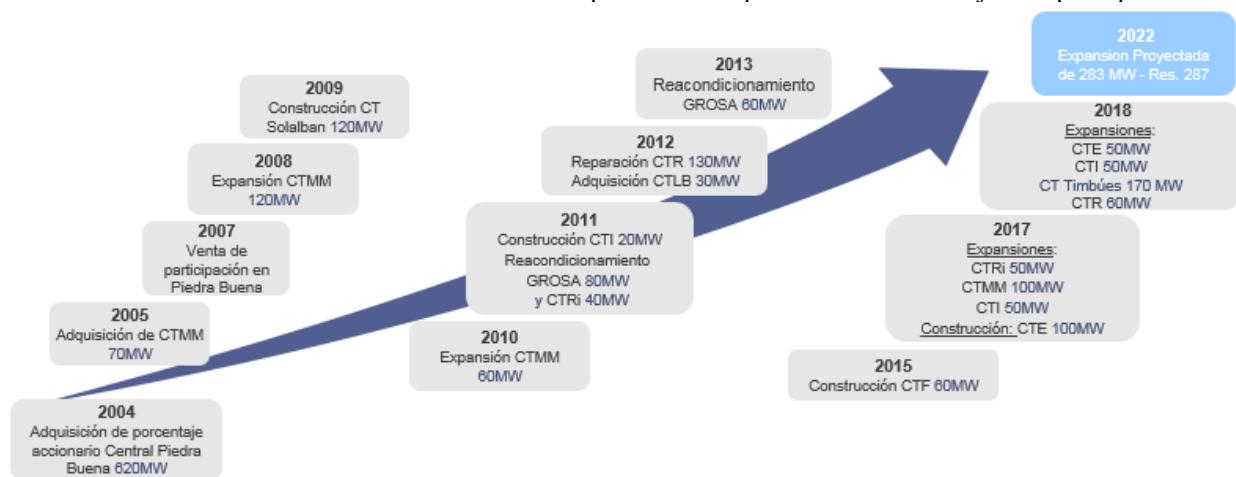 2004
Adquisición de porcentaje
accionario Central Piedra
Buena 620MW
2005
Adquisición de CTMM
70MW
2007
Venta de
participación en
Piedra Buena
2008
Expansión CTMM
120MW
2009
Construcción CT
Solalban 120MW
2010
Expansión CTMM
60MW
2011
Construcción CTI 20MW
Reacondicionamiento
GROSA 80MW
y CTRi 40MW
2012
Reparación CTR 130MW
Adquisición CTLB 30MW
2013
Reacondicionamiento
GROSA 60MW
2015
Construcción CTF 60MW
2017
Expansiones:
CTRi 50MW
CTMM 100MW
CTI 50MW
Construcción: CTE 100MW
2018
Expansiones:
CTE 50MW
CTI 50MW
CT Timbúes 170 MW
CTR 60MW
2022
Expansion Proyectada
de 283 MW - Res. 287